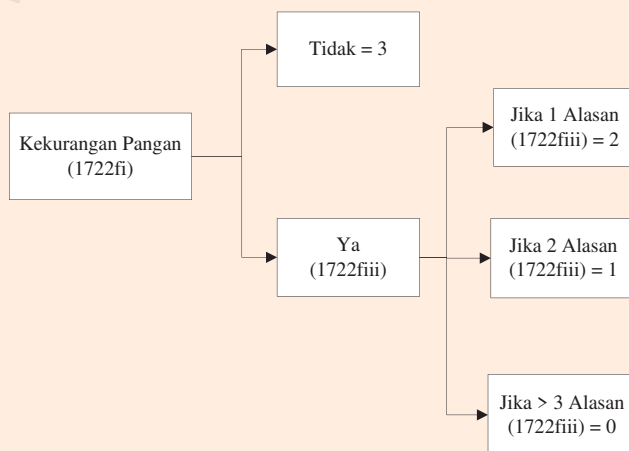 Tidak = 3
Kekurangan Pangan
(1722fi)
Ya
(1722fiii)
Jika 1 Alasan
(1722fiii) = 2
Jika 2 Alasan
(1722fiii) = 1
Jika > 3 Alasan
(1722fiii) = 0